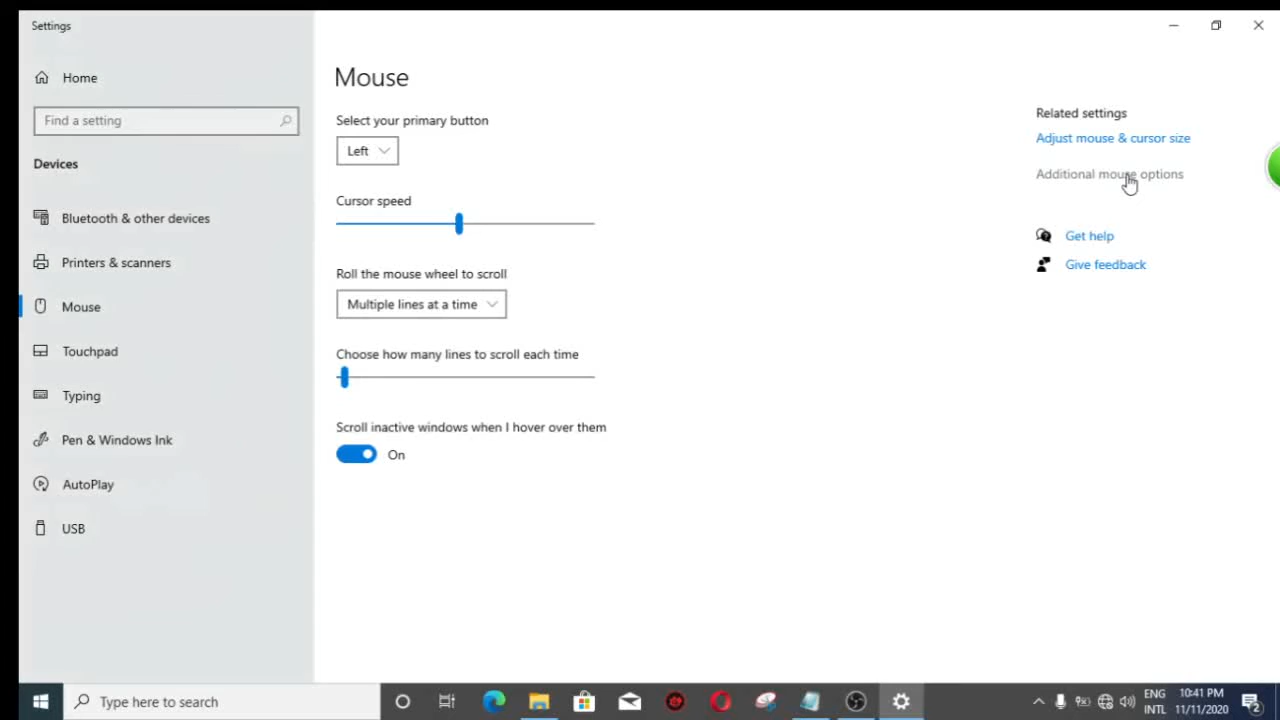 Settings
Home
Find a setting
Devices
Bluetooth & other devices
Printers & scanners
Mouse
Touchpad
Typing
Pen & Windows Ink
AutoPlay
USB
Mouse
Select your primary button
Left
Cursor speed
Roll the mouse wheel to scroll
Multiple lines at a time
Choose how many lines to scroll each time
Scroll inactive windows when I hover over them
On
Related settings
Adjust mouse & cursor size
Additional mouse options
Get help
Give feedback
Type here to search
ENG
INTL
10:41 PM
11/11/2020
2